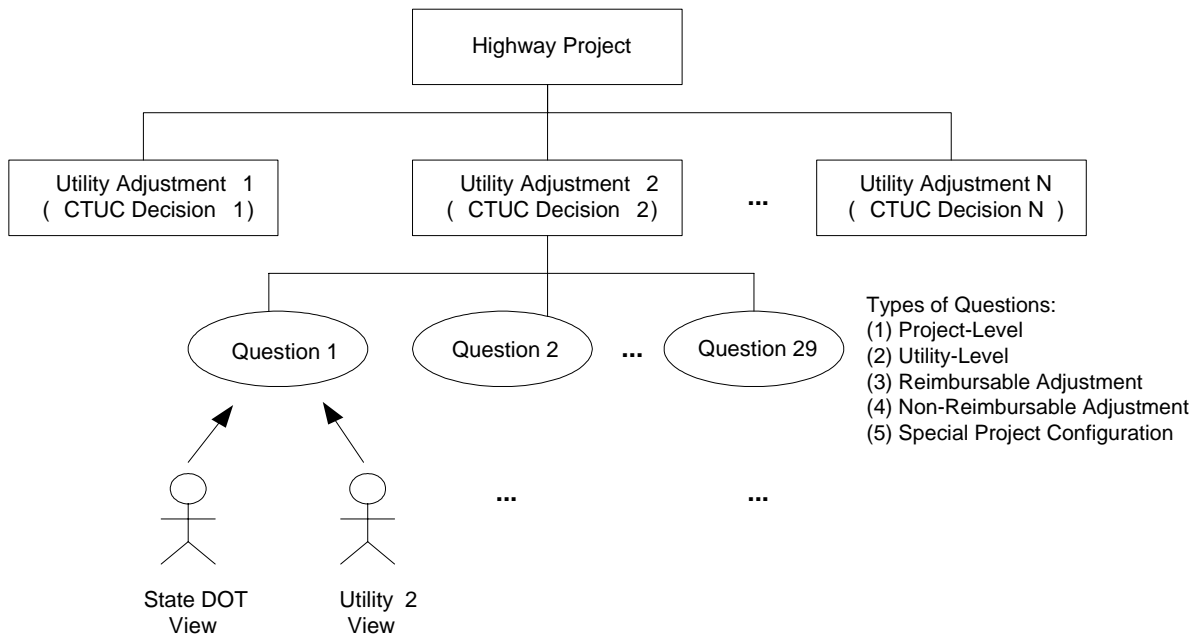 Highway Project
Utility Adjustment 1
( CTUC Decision 1)
Utility Adjustment 2
( CTUC Decision 2)
...
Utility Adjustment N
( CTUC Decision N )
Question 1
Question 2
...
Question 29
Types of Questions:
(1) Project-Level
(2) Utility-Level
(3) Reimbursable Adjustment
(4) Non-Reimbursable Adjustment
(5) Special Project Configuration
...
...
State DOT
View
Utility 2
View